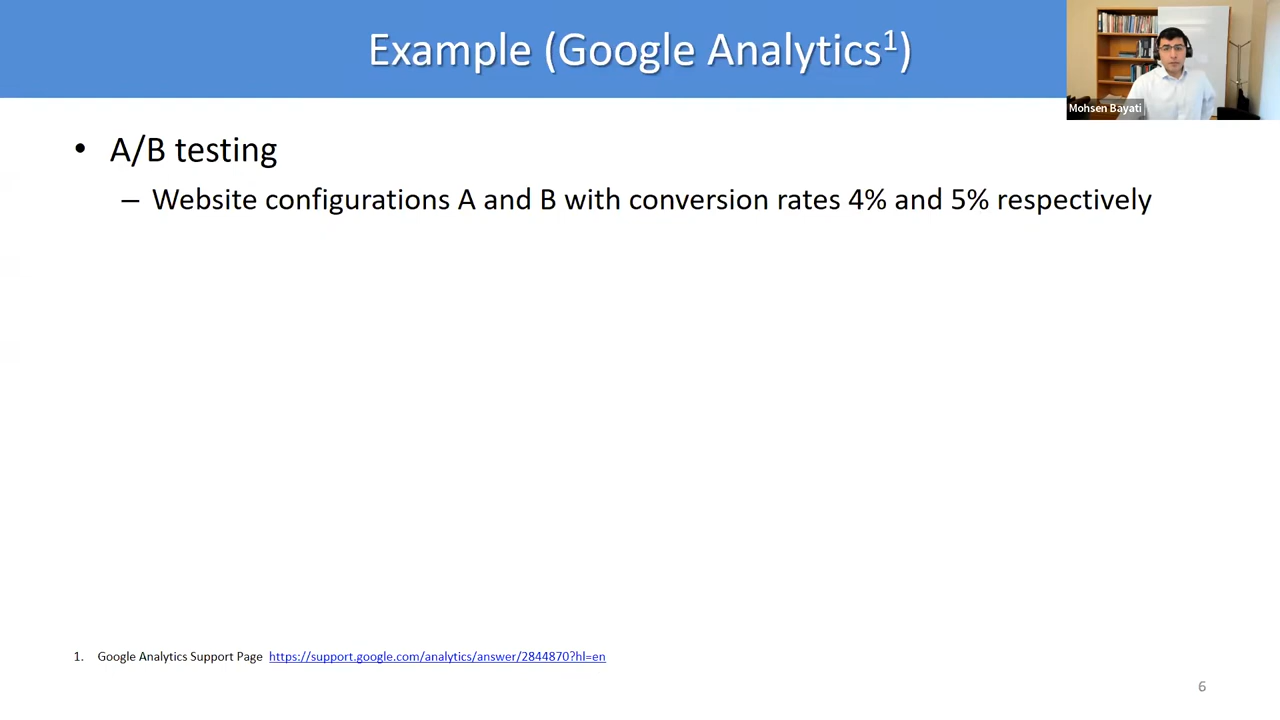 Example (Google Analytics¹)
Mohsen Bayati
• A/B testing
– Website configurations A and B with conversion rates 4% and 5% respectively
1. Google Analytics Support Page https://support.google.com/analytics/answer/2844870?hl=en
6